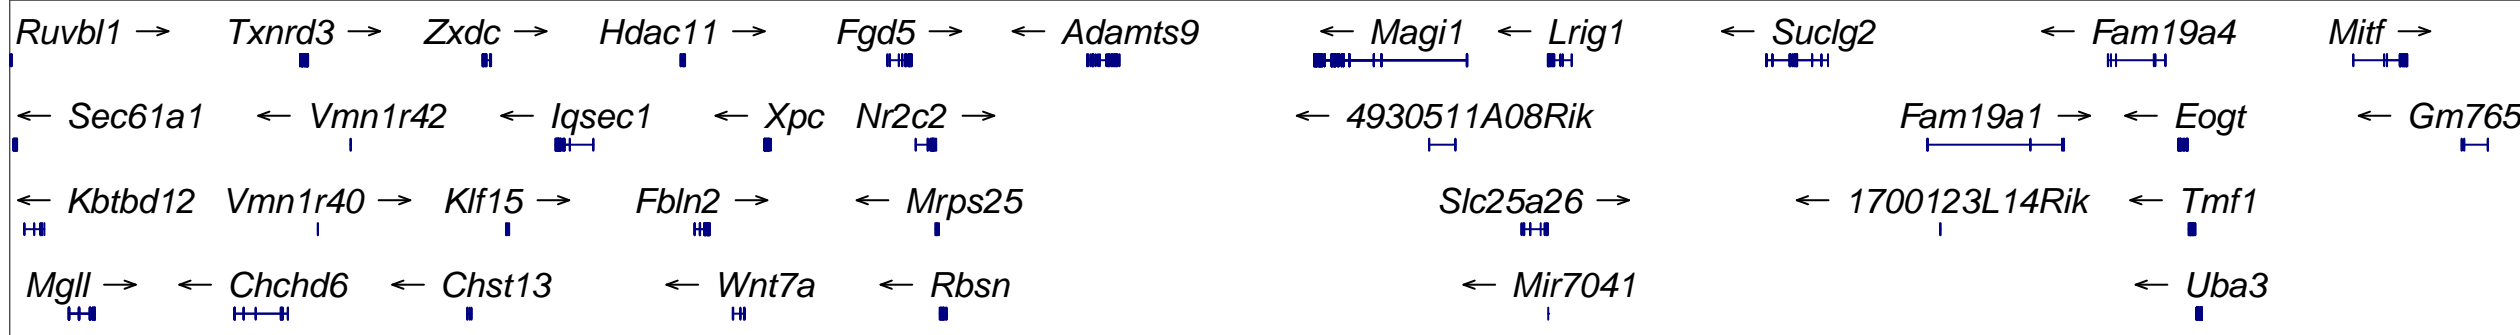 Ruvbl1 → Txnrd3 → Zxdc → Hdac11 → Fgd5 → ← Adamts9 ← Magi1 ← Lrig1 ← Suclg2 ← Fam19a4 Mitf →
← Sec61a1 ← Vmn1r42 ← Iqsec1 ← Xpc Nr2c2 → ← 4930511A08Rik Fam19a1 → ← Eogt ← Gm765
← Kbtbd12 Vmn1r40 → Klf15 → Fbln2 → ← Mrps25 Slc25a26 → ← 1700123L14Rik ← Tmf1
Mgll → ← Chchd6 ← Chst13 ← Wnt7a ← Rbsn ← Mir7041 ← Uba3